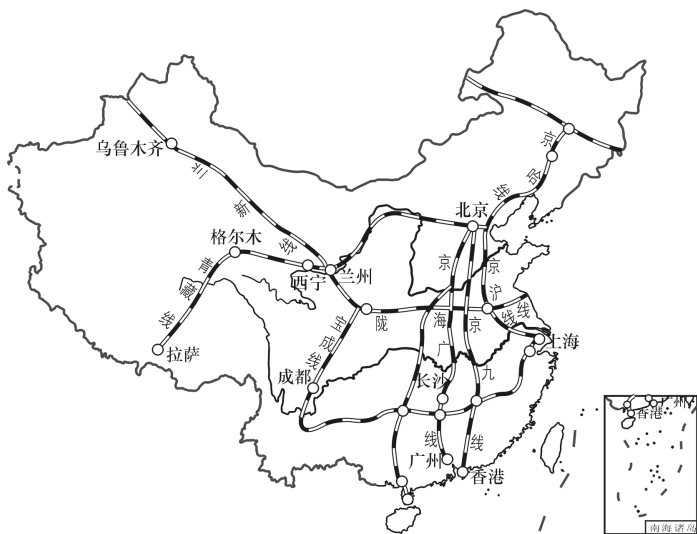 乌鲁木齐
兰新线
京哈线
北京
格尔木
西宁
兰州
青藏线
京广线
京沪线
京九线
陇海线
宝成线
上海
拉萨
成都
长沙
广州
香港
广州
香港
南海诸岛